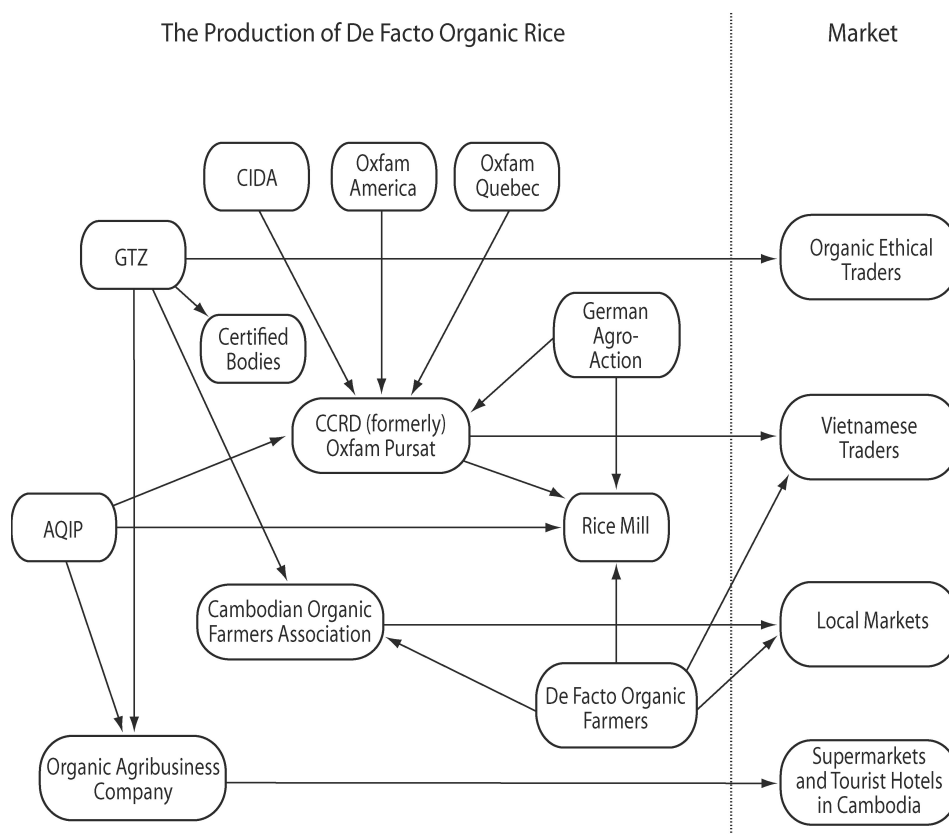 The Production of De Facto Organic Rice
Market
CIDA
Oxfam
America
Oxfam
Quebec
GTZ
Organic Ethical
Traders
Certified
Bodies
German
Agro-
Action
CCRD (formerly)
Oxfam Pursat
Vietnamese
Traders
AQIP
Rice Mill
Cambodian Organic
Farmers Association
Local Markets
De Facto Organic
Farmers
Organic Agribusiness
Company
Supermarkets
and Tourist Hotels
in Cambodia